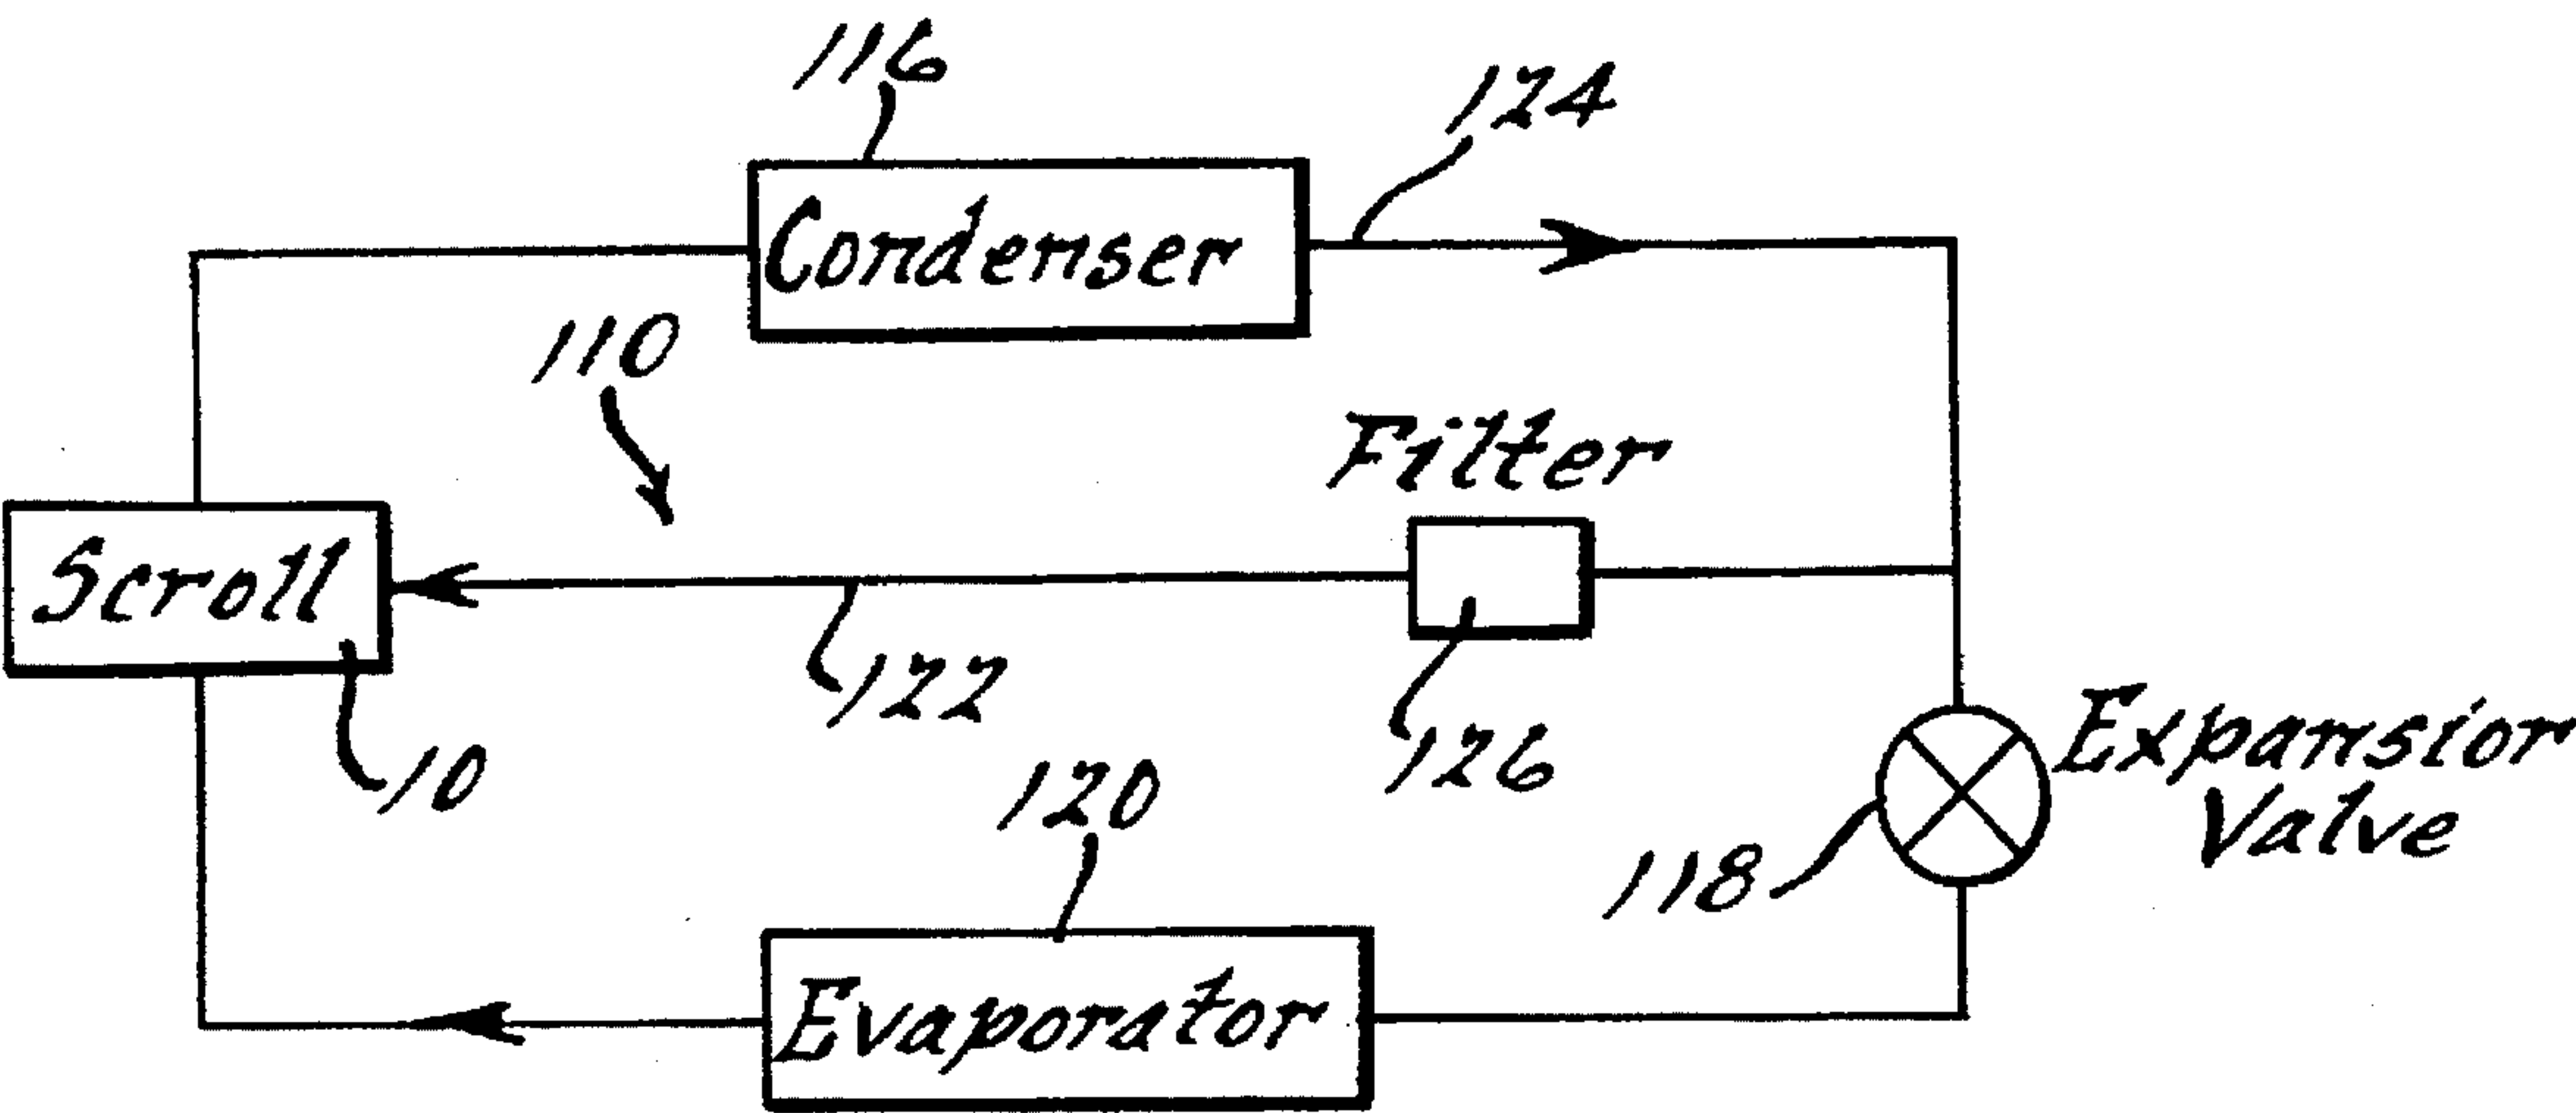 116
124
Condenser
110
Filter
Scroll
122
126
10
Expansion
Valve
118
120
Evaporator